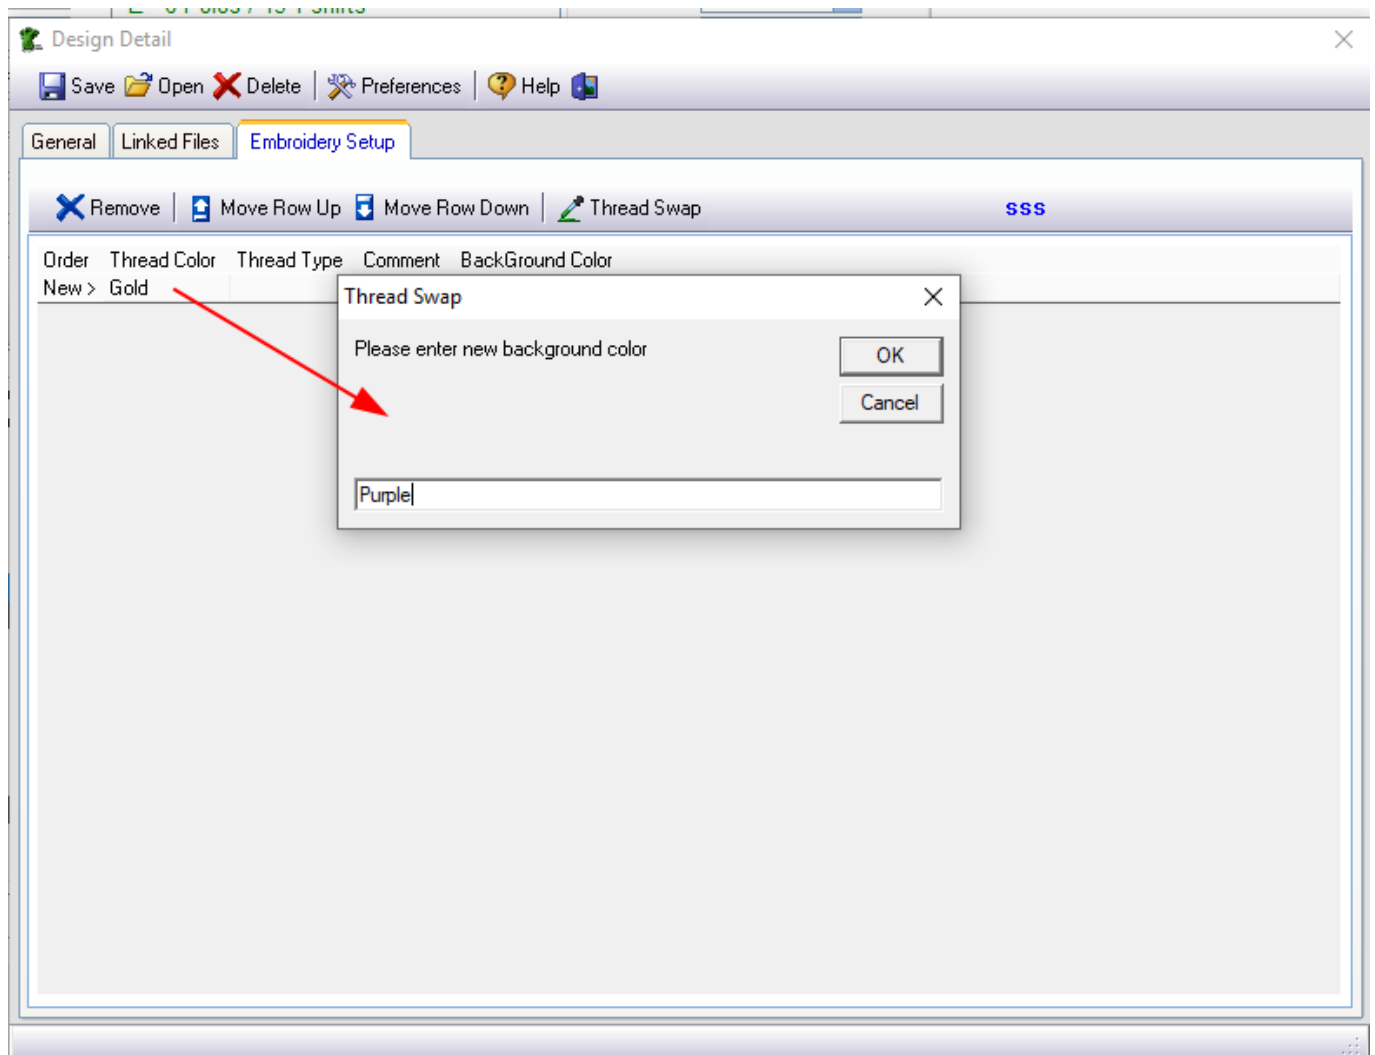 Design Detail
Save Open Delete Preferences Help
General Linked Files Embroidery Setup
Remove Move Row Up Move Row Down Thread Swap sss
Order Thread Color Thread Type Comment BackGround Color
New > Gold
Thread Swap
Please enter new background color
OK
Cancel
Purple